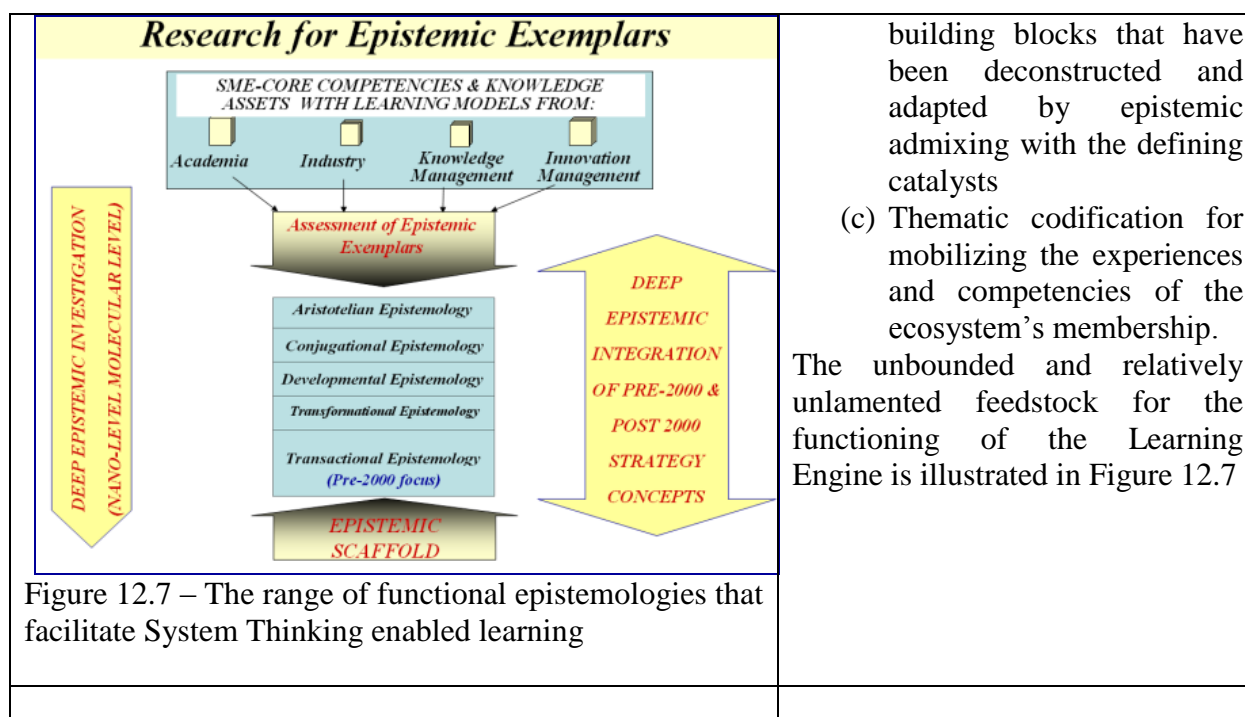 Research for Epistemic Exemplars
SME-CORE COMPETENCIES & KNOWLEDGE
ASSETS WITH LEARNING MODELS FROM:
Academia
Industry
Knowledge
Management
Innovation
Management
Assessment of Epistemic
Exemplars
DEEP EPISTEMIC INVESTIGATION
(NANO-LEVEL MOLECULAR LEVEL)
Aristotelian Epistemology
Conjugational Epistemology
Developmental Epistemology
Transformational Epistemology
Transactional Epistemology
(Pre-2000 focus)
EPISTEMIC
SCAFFOLD
DEEP
EPISTEMIC
INTEGRATION
OF PRE-2000 &
POST 2000
STRATEGY
CONCEPTS
Figure 12.7 – The range of functional epistemologies that
facilitate System Thinking enabled learning
building blocks that have
been deconstructed and
adapted by epistemic
admixing with the defining
catalysts
(c) Thematic codification for
mobilizing the experiences
and competencies of the
ecosystem’s membership.
The unbounded and relatively
unlamented feedstock for the
functioning of the Learning
Engine is illustrated in Figure 12.7